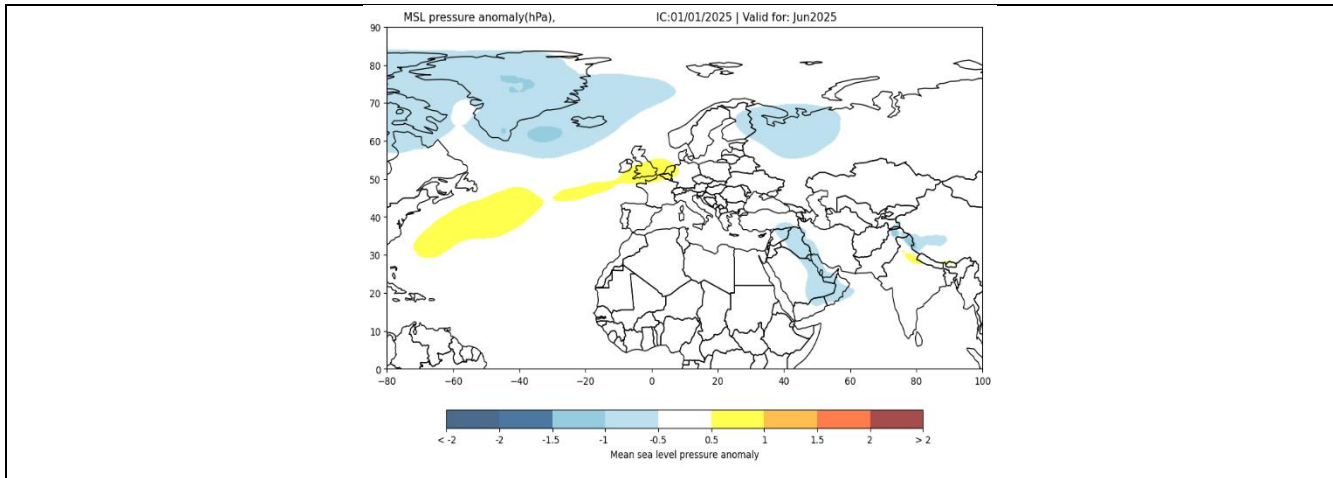 MSL pressure anomaly(hPa), IC:01/01/2025 | Valid for: Jun2025
90
80
70
60
50
40
30
20
10
0
−80 −60 −40 −20 0 20 40 60 80 100
< -2 -2 -1.5 -1 -0.5 0.5 1 1.5 2 > 2
Mean sea level pressure anomaly